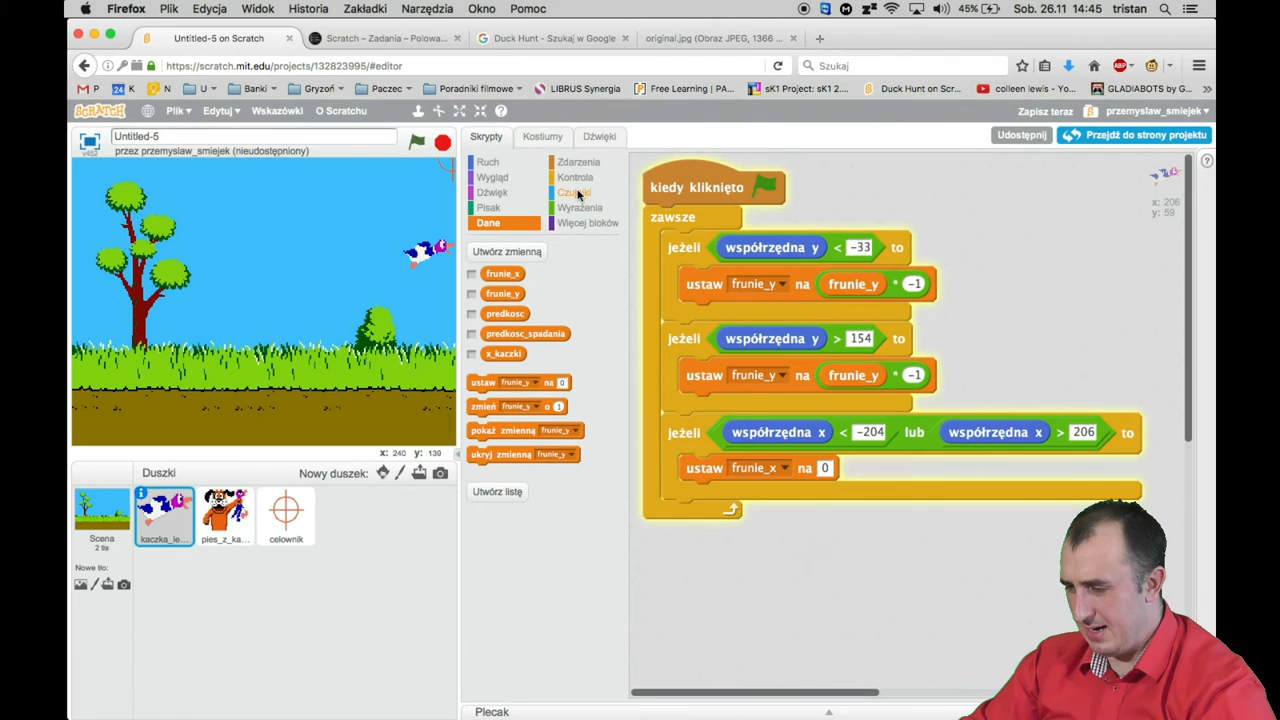 Firefox Plik Edycja Widok Historia Zakładki Narzędzia Okno Pomoc 45% Sob. 26.11 14:45 tristan
Untitled-5 on Scratch × Scratch – Zadania – Polowa... × Duck Hunt - Szukaj w Google × original.jpg (Obraz JPEG, 1366 ... × +
https://scratch.mit.edu/projects/132823995/#editor Szukaj
M P 24 K N U Banki Gryzoń Paczec Poradniki filmowe LIBRUS Synergia Free Learning | PA... sK1 Project: sK1 2.... Duck Hunt on Scr... colleen lewis - Yo... GLADIABOTS by G...
SCRATCH Plik Edytuj Wskazówki O Scratchu Zapisz teraz przemyslaw_smiejek
Untitled-5
przez przemyslaw_smiejek (nieudostępniony)
v452
Skrypty Kostiumy Dźwięki Udostępnij Przejdź do strony projektu
Ruch Zdarzenia
Wygląd Kontrola
Dźwięk Czujniki
Pisak Wyrażenia
Dane Więcej bloków
Utwórz zmienną
frunie_x
frunie_y
predkosc
predkosc_spadania
x_kaczki
ustaw frunie_y na 0
zmień frunie_y o 1
pokaż zmienną frunie_y
ukryj zmienną frunie_y
Utwórz listę
kiedy kliknięto
zawsze
jeżeli współrzędna y < -33 to
ustaw frunie_y na frunie_y * -1
jeżeli współrzędna y > 154 to
ustaw frunie_y na frunie_y * -1
jeżeli współrzędna x < -204 lub współrzędna x > 206 to
ustaw frunie_x na 0
x: 206
y: 59
x: 240 y: 139
Duszki Nowy duszek:
Scena
2 tła
Nowe tło:
kaczka_le... pies_z_ka... celownik
Plecak